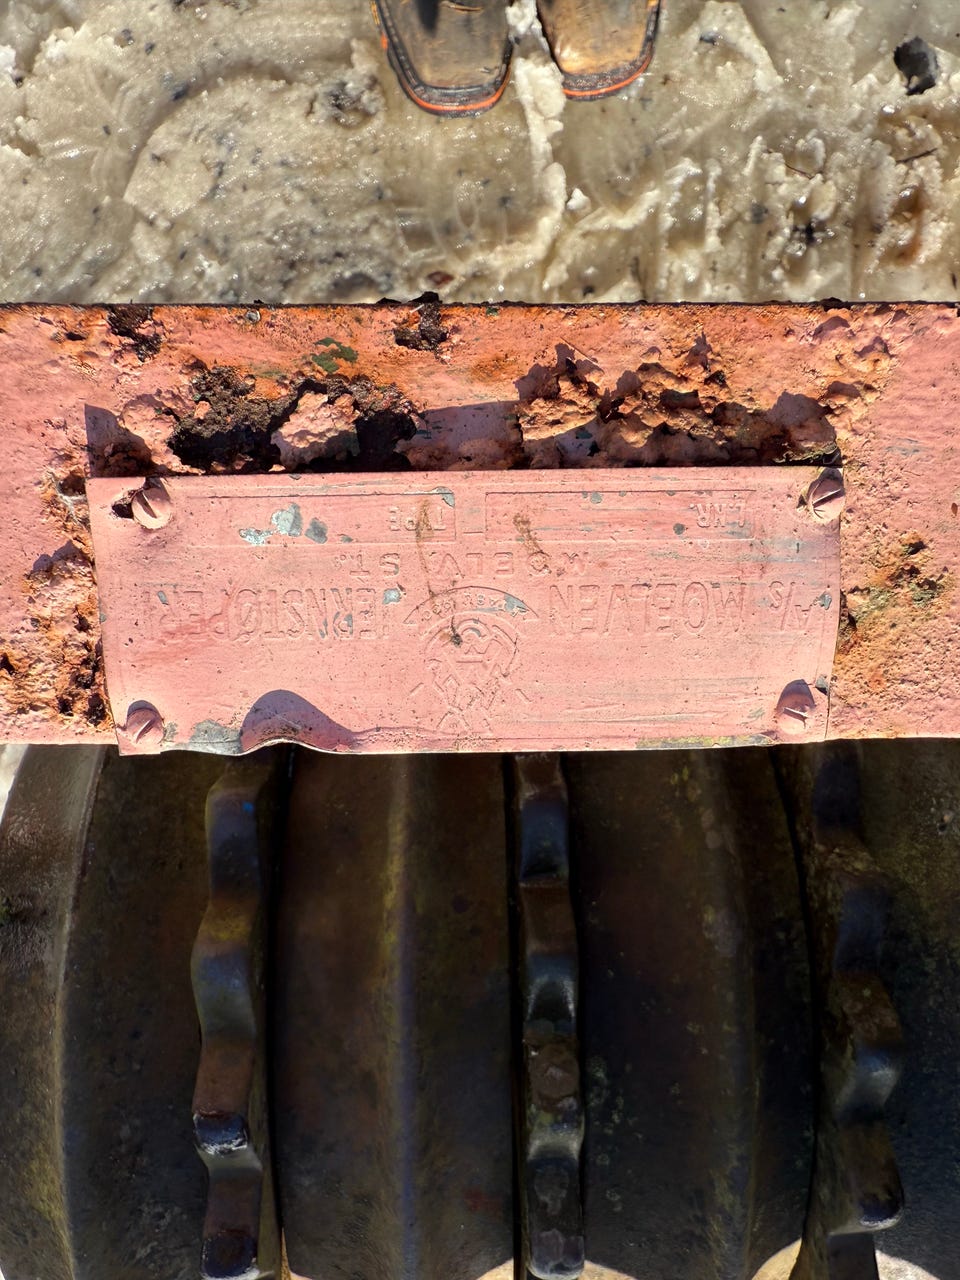 A/S MOELVEN JERNSTØPERI
MOELV ST.
L.NR. TYPE